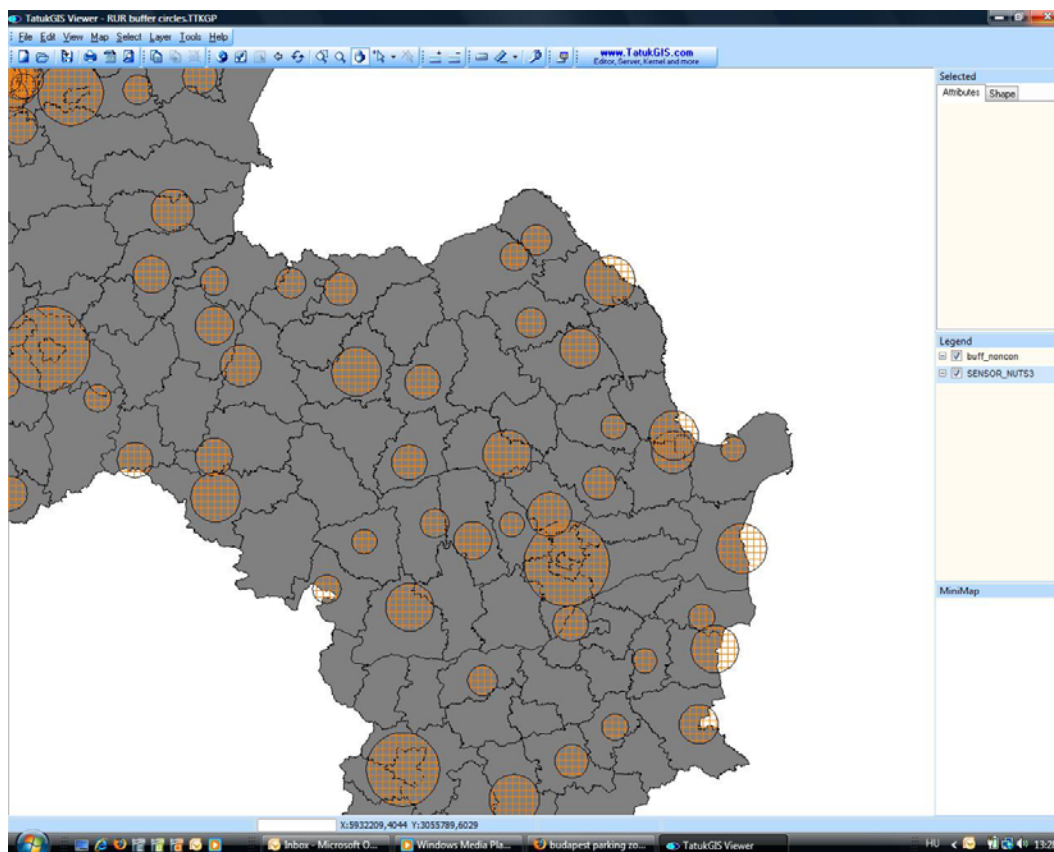 TatukGIS Viewer - RUR buffer circles.TTKGP
File Edit View Map Select Layer Tools Help
www.TatukGIS.com
Editor, Server, Kernel and more
Selected
Attributes Shape
Legend
buff_noncon
SENSOR_NUTS3
MiniMap
X:5932209,4044 Y:3055789,6029
Inbox - Microsoft O... Windows Media Pla... budapest parking zo... TatukGIS Viewer HU